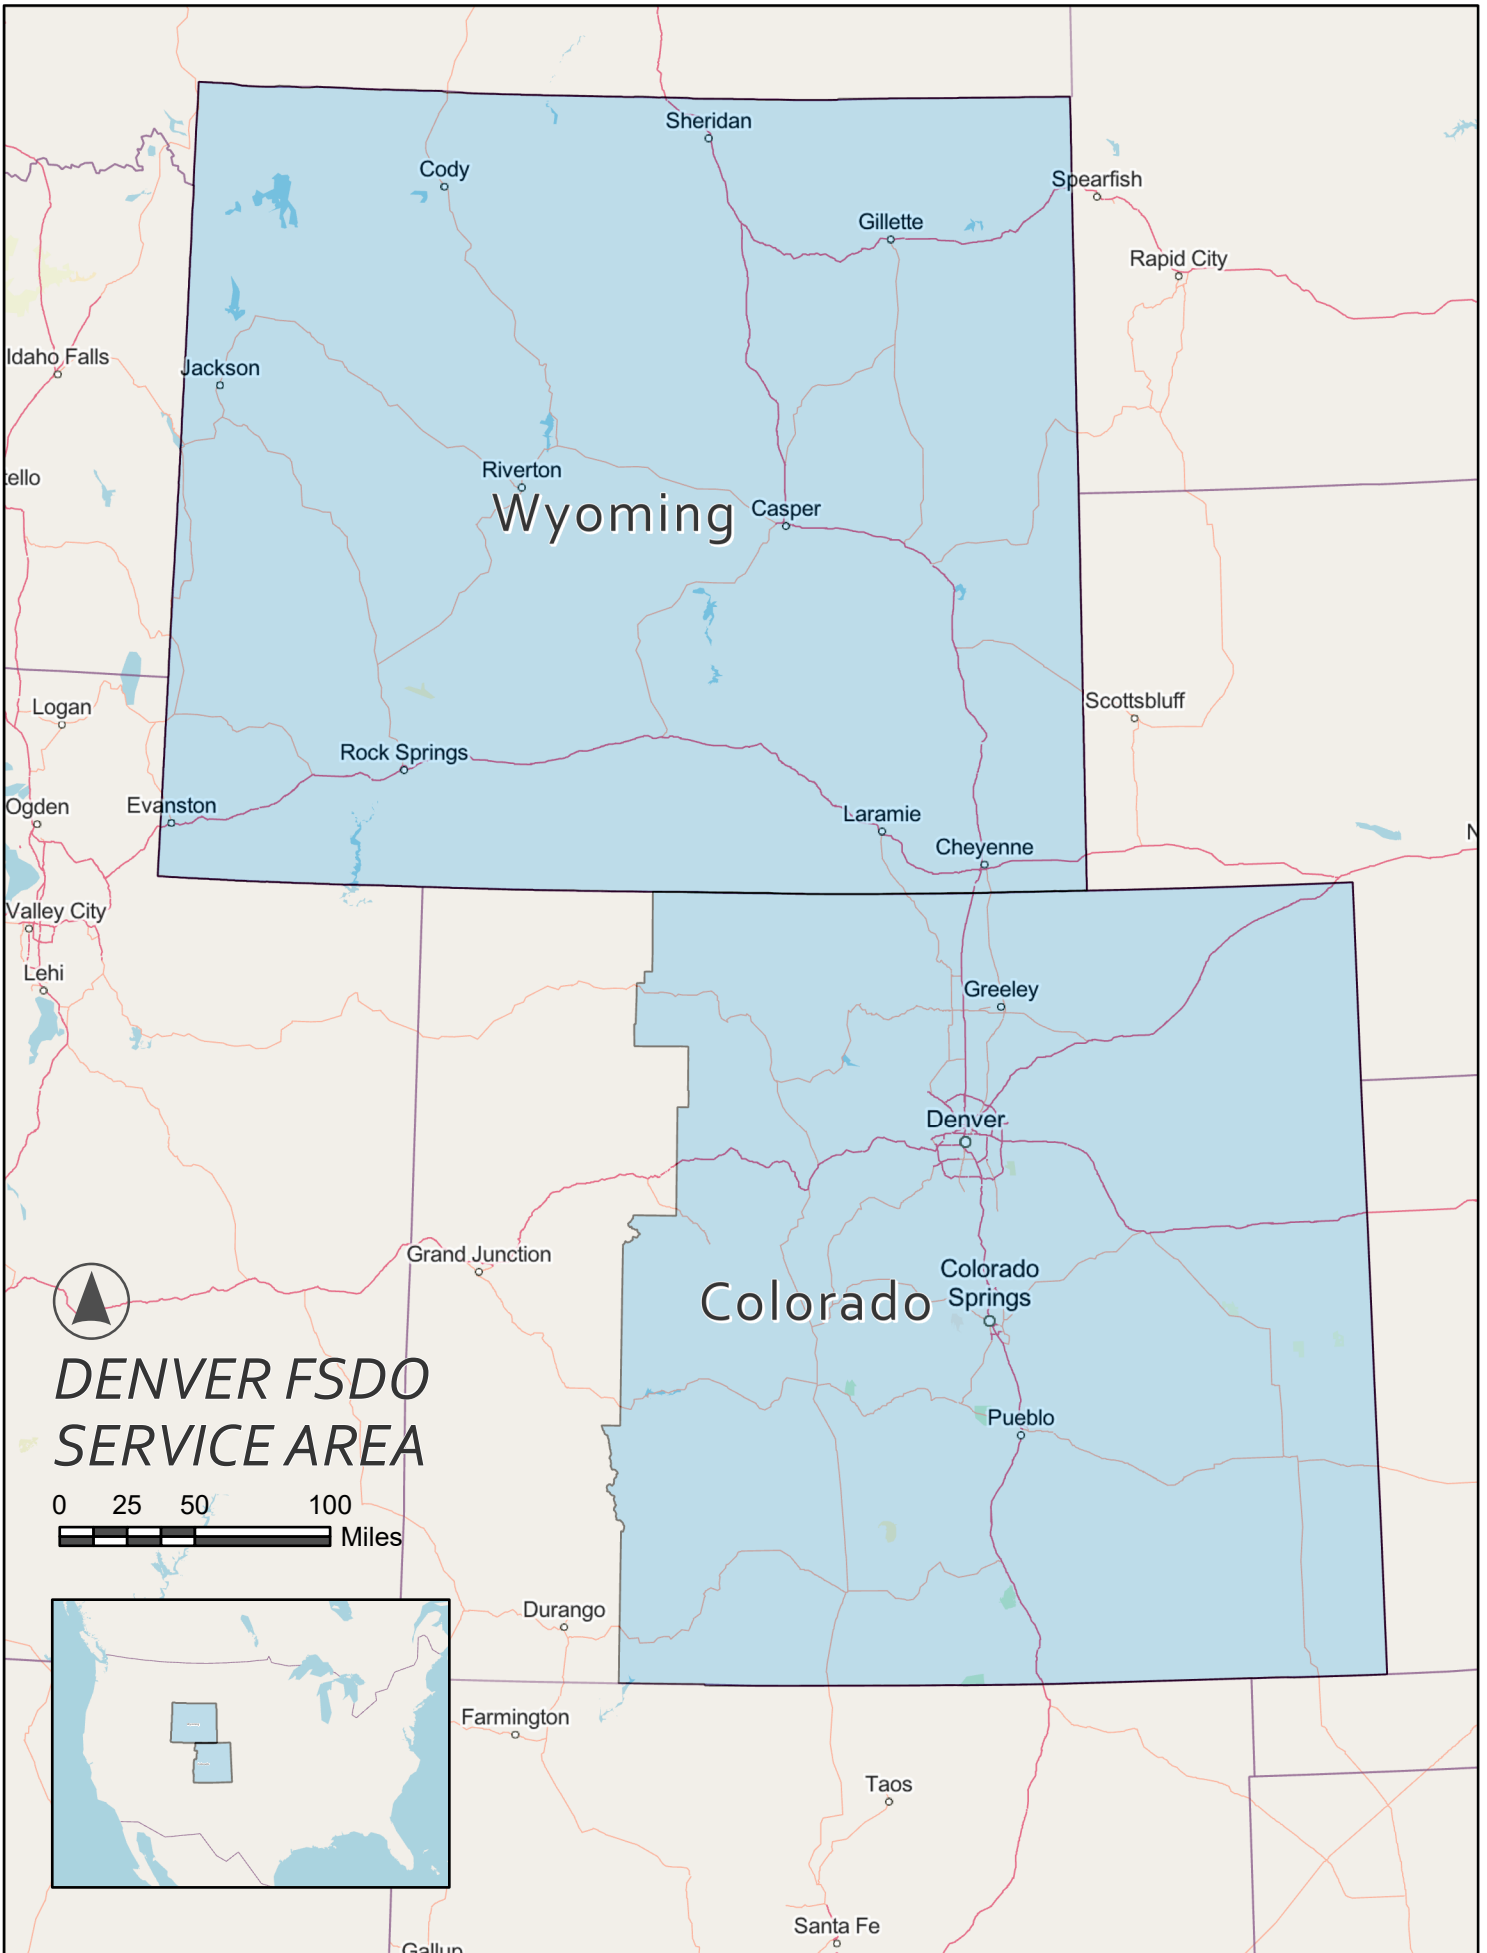 Sheridan
Cody
Spearfish
Gillette
Rapid City
Idaho Falls
Jackson
Riverton
tello
Wyoming
Casper
Logan
Scottsbluff
Rock Springs
Ogden
Evanston
Laramie
N
Cheyenne
Valley City
Lehi
Greeley
Denver
Grand Junction
Colorado
Springs
Colorado
DENVER FSDO
SERVICE AREA
Pueblo
0 25 50 100
Miles
Durango
Farmington
Taos
Santa Fe
Gallup